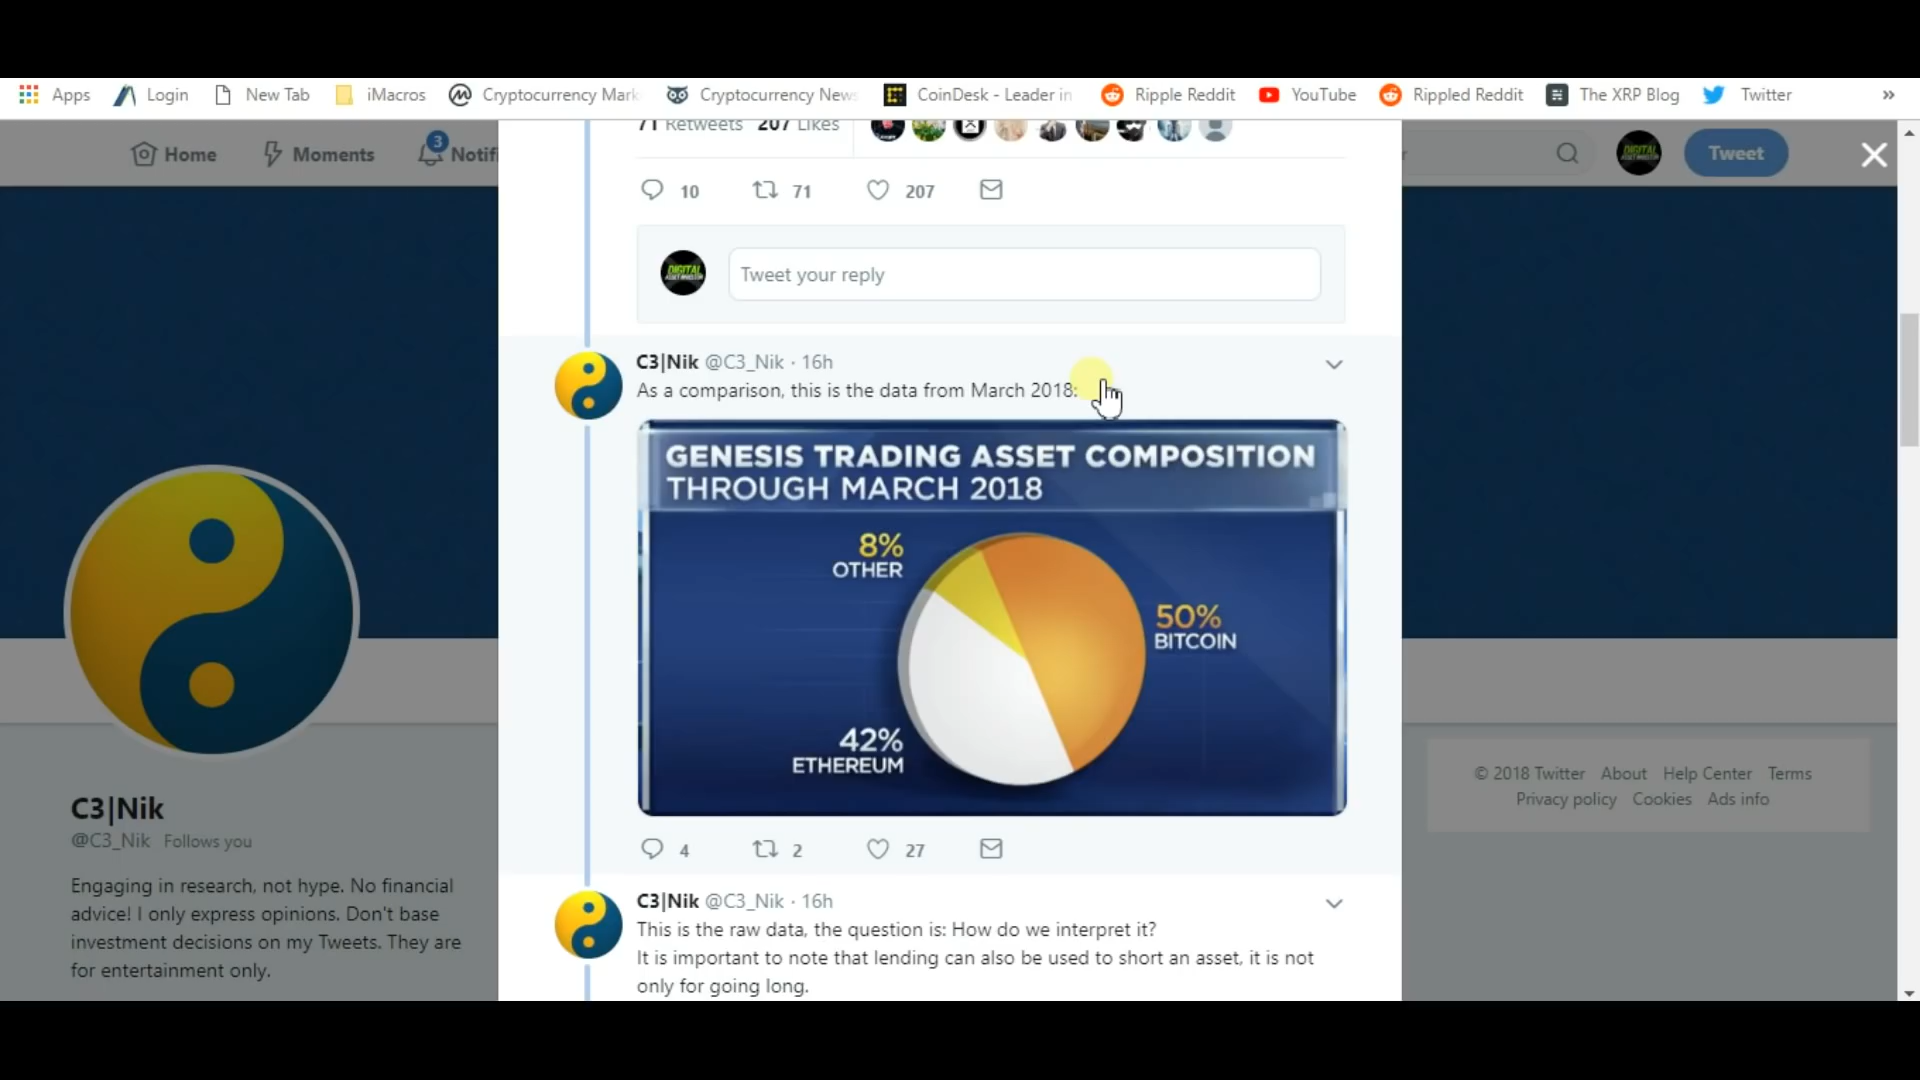 Apps Login New Tab iMacros Cryptocurrency Mark Cryptocurrency News CoinDesk - Leader in Ripple Reddit YouTube Rippled Reddit The XRP Blog Twitter »
Home Moments 3 Notifi Tweet
71 Retweets 207 Likes
10 71 207
DIGITAL
Tweet your reply
C3|Nik @C3_Nik · 16h
As a comparison, this is the data from March 2018:
GENESIS TRADING ASSET COMPOSITION
THROUGH MARCH 2018
8%
OTHER
50%
BITCOIN
42%
ETHEREUM
4 2 27
C3|Nik @C3_Nik · 16h
This is the raw data, the question is: How do we interpret it?
It is important to note that lending can also be used to short an asset, it is not
only for going long.
C3|Nik
@C3_Nik Follows you
Engaging in research, not hype. No financial
advice! I only express opinions. Don't base
investment decisions on my Tweets. They are
for entertainment only.
© 2018 Twitter About Help Center Terms
Privacy policy Cookies Ads info